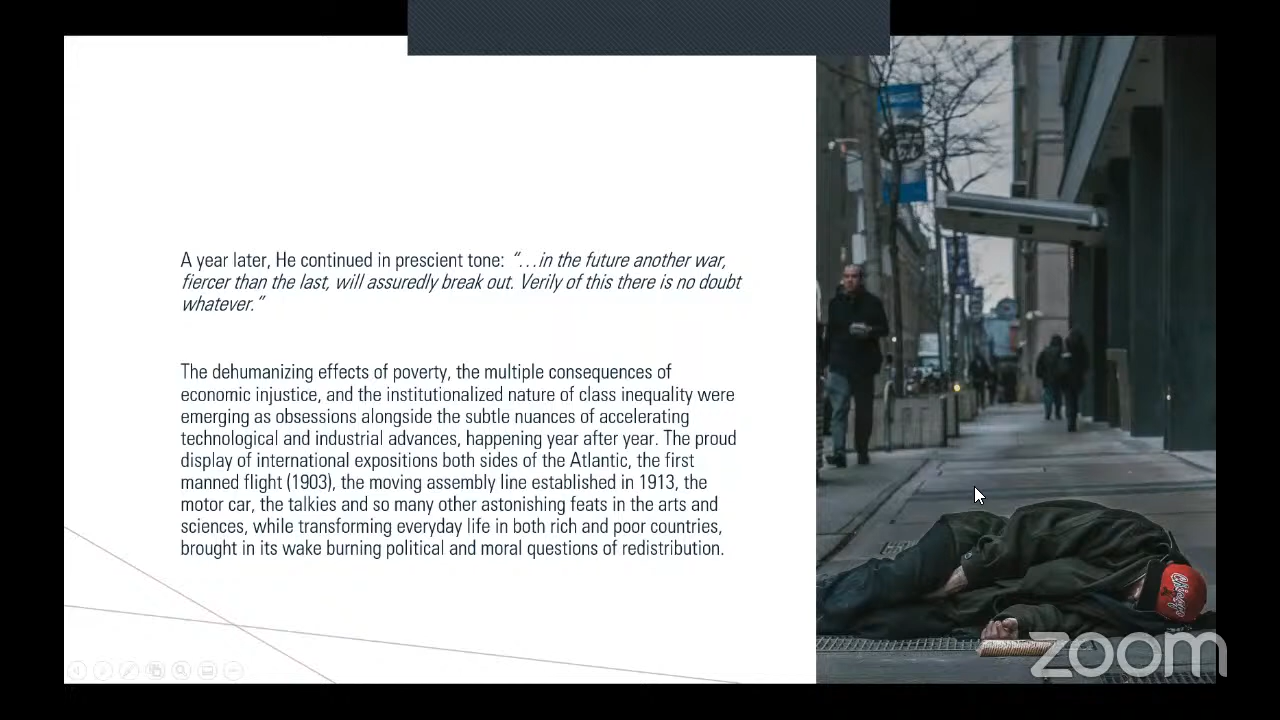 A year later, He continued in prescient tone: “…in the future another war,
fiercer than the last, will assuredly break out. Verily of this there is no doubt
whatever.”
The dehumanizing effects of poverty, the multiple consequences of
economic injustice, and the institutionalized nature of class inequality were
emerging as obsessions alongside the subtle nuances of accelerating
technological and industrial advances, happening year after year. The proud
display of international expositions both sides of the Atlantic, the first
manned flight (1903), the moving assembly line established in 1913, the
motor car, the talkies and so many other astonishing feats in the arts and
sciences, while transforming everyday life in both rich and poor countries,
brought in its wake burning political and moral questions of redistribution.
Chicago
zoom